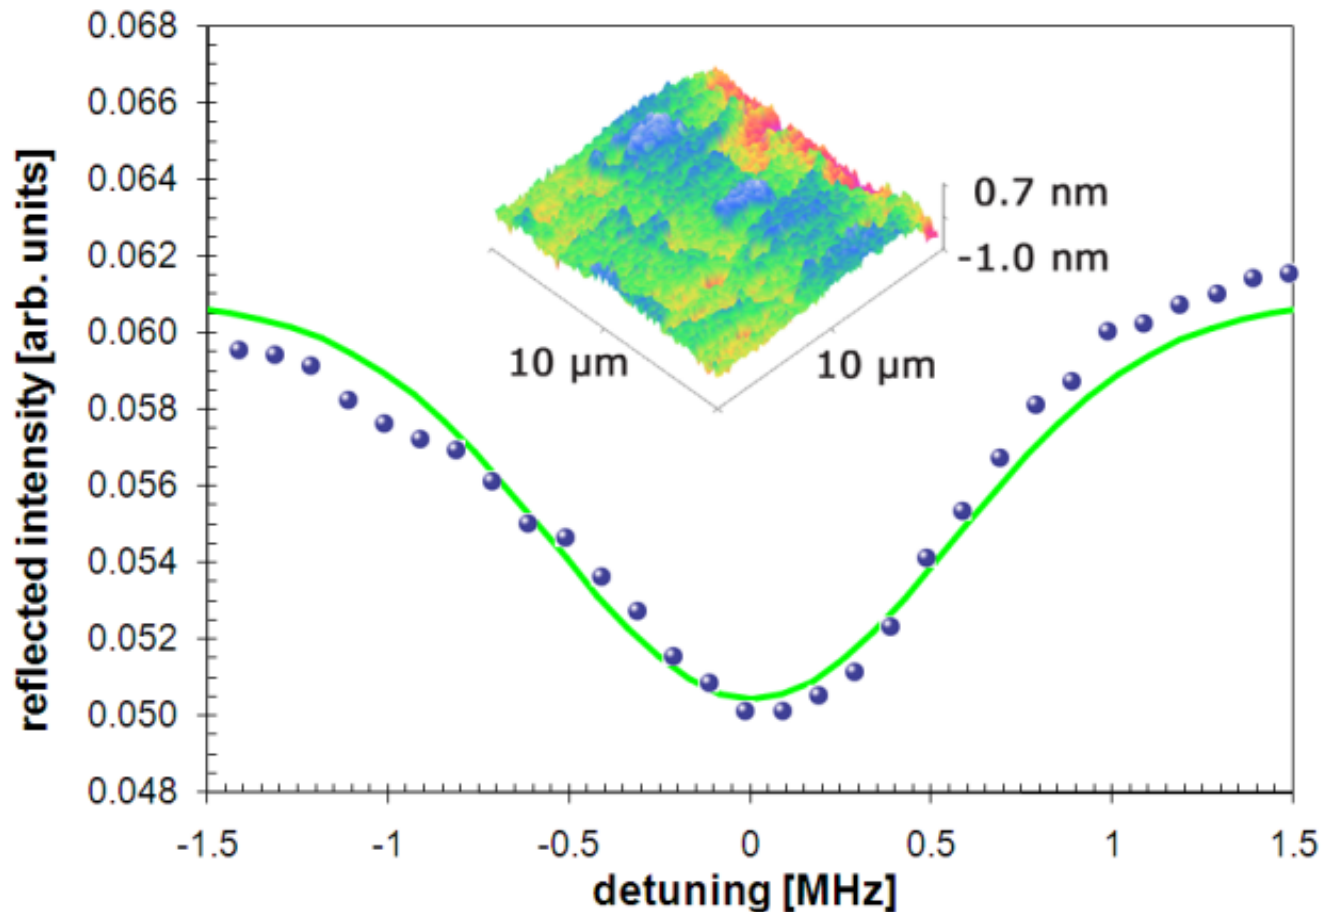 0.068
0.066
0.064
0.062
0.060
0.058
0.056
0.054
0.052
0.050
0.048
reflected intensity [arb. units]
0.7 nm
-1.0 nm
10 µm
10 µm
-1.5 -1 -0.5 0 0.5 1 1.5
detuning [MHz]